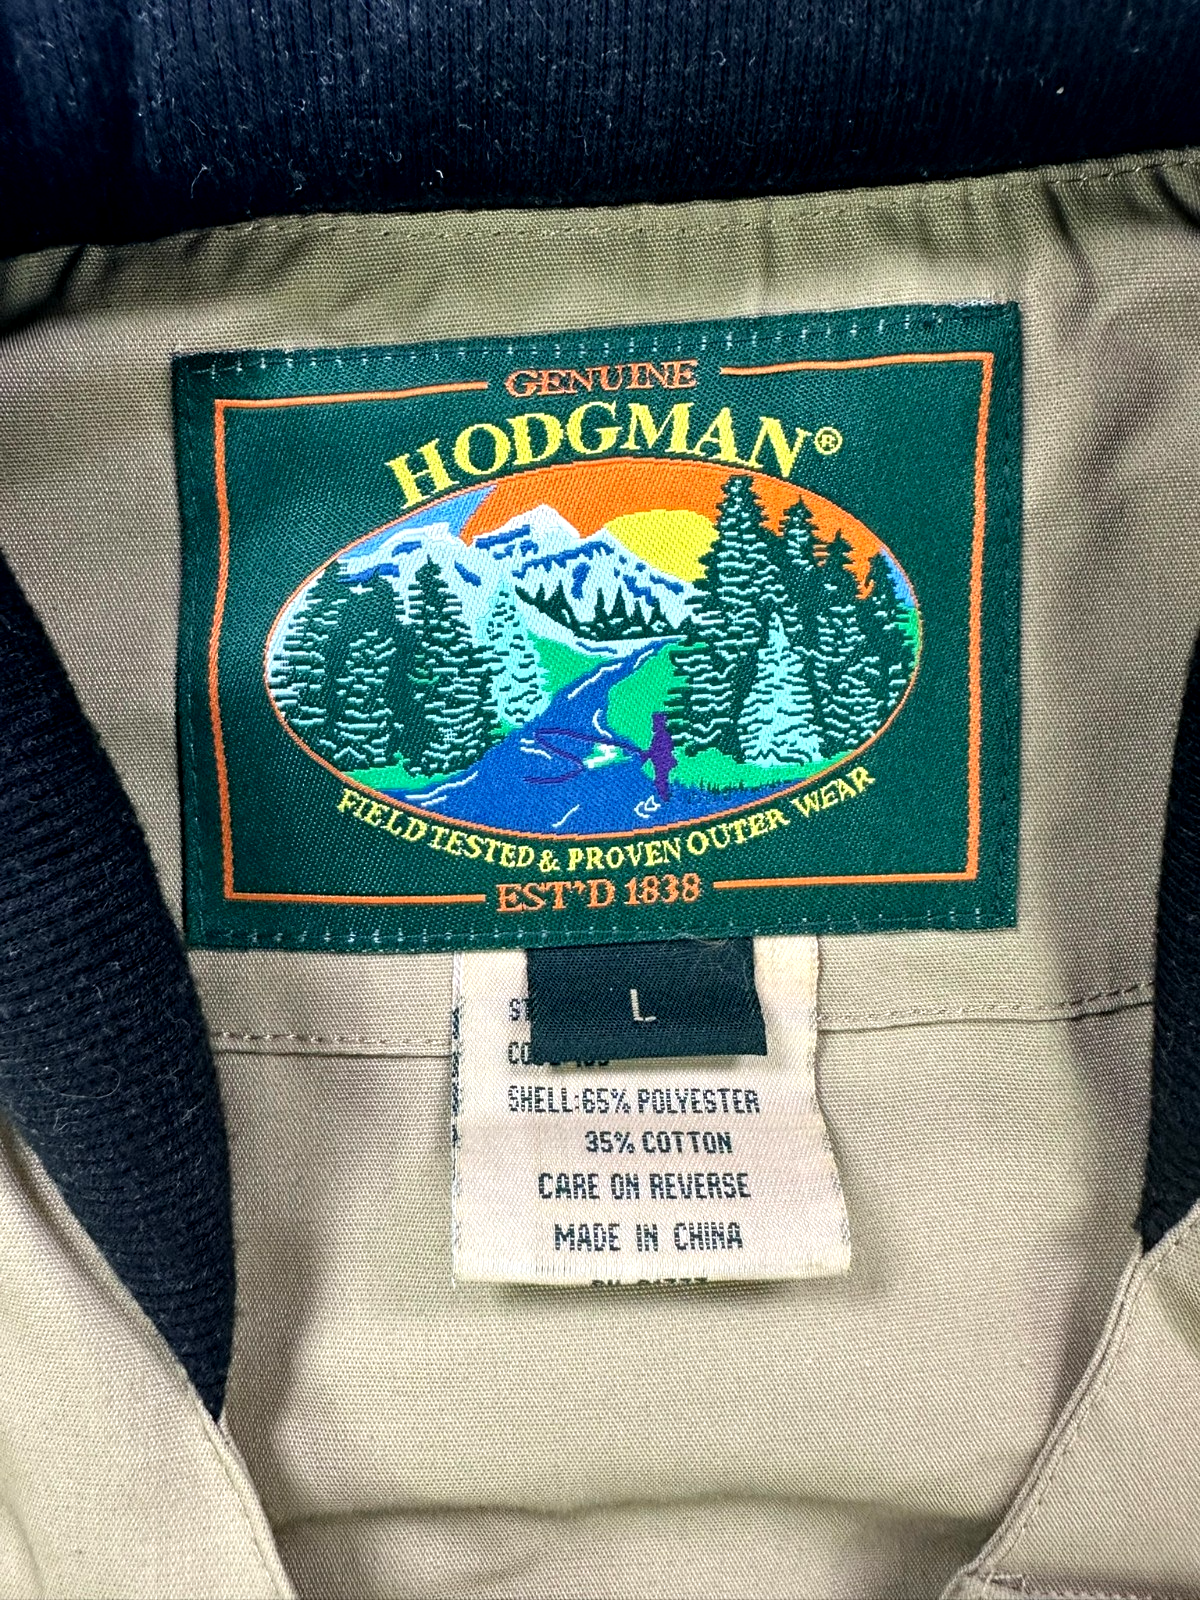 GENUINE
HODGMAN®
FIELD TESTED & PROVEN OUTER WEAR
EST'D 1838
L
SHELL:65% POLYESTER
35% COTTON
CARE ON REVERSE
MADE IN CHINA